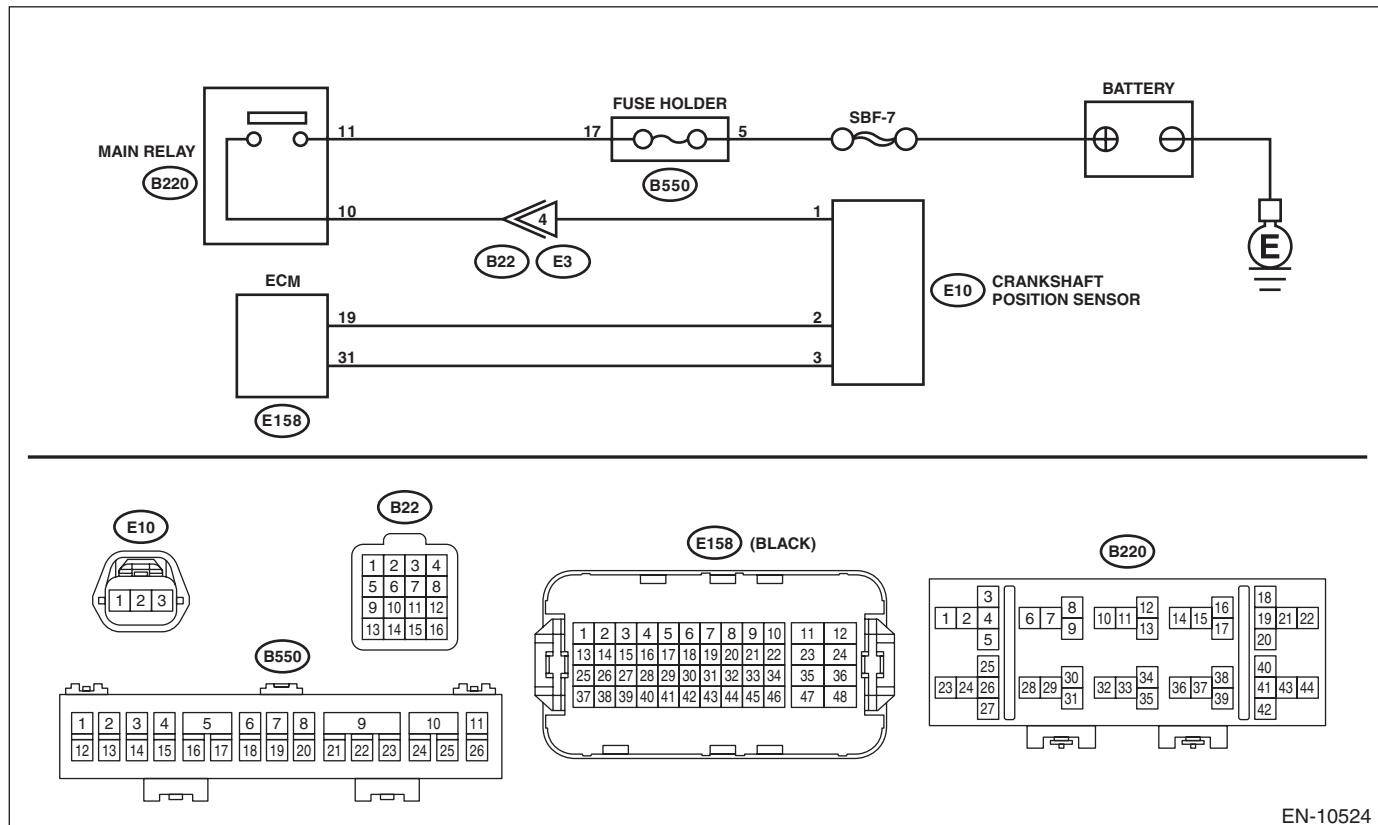 BATTERY
FUSE HOLDER
SBF-7
11 17 5
MAIN RELAY
B220
B550
E
10 4 1
B22 E3
ECM
E10 CRANKSHAFT
POSITION SENSOR
19 2
31 3
E158
E10
1 2 3
B22
1 2 3 4
5 6 7 8
9 10 11 12
13 14 15 16
E158 (BLACK)
1 2 3 4 5 6 7 8 9 10 11 12
13 14 15 16 17 18 19 20 21 22 23 24
25 26 27 28 29 30 31 32 33 34 35 36
37 38 39 40 41 42 43 44 45 46 47 48
B220
3 8 12 16 18
1 2 4 6 7 10 11 14 15 19 21 22
5 9 13 17 20
25 30 34 38 40
23 24 26 28 29 32 33 36 37 41 43 44
27 31 35 39 42
B550
1 2 3 4 5 6 7 8 9 10 11
12 13 14 15 16 17 18 19 20 21 22 23 24 25 26
EN-10524